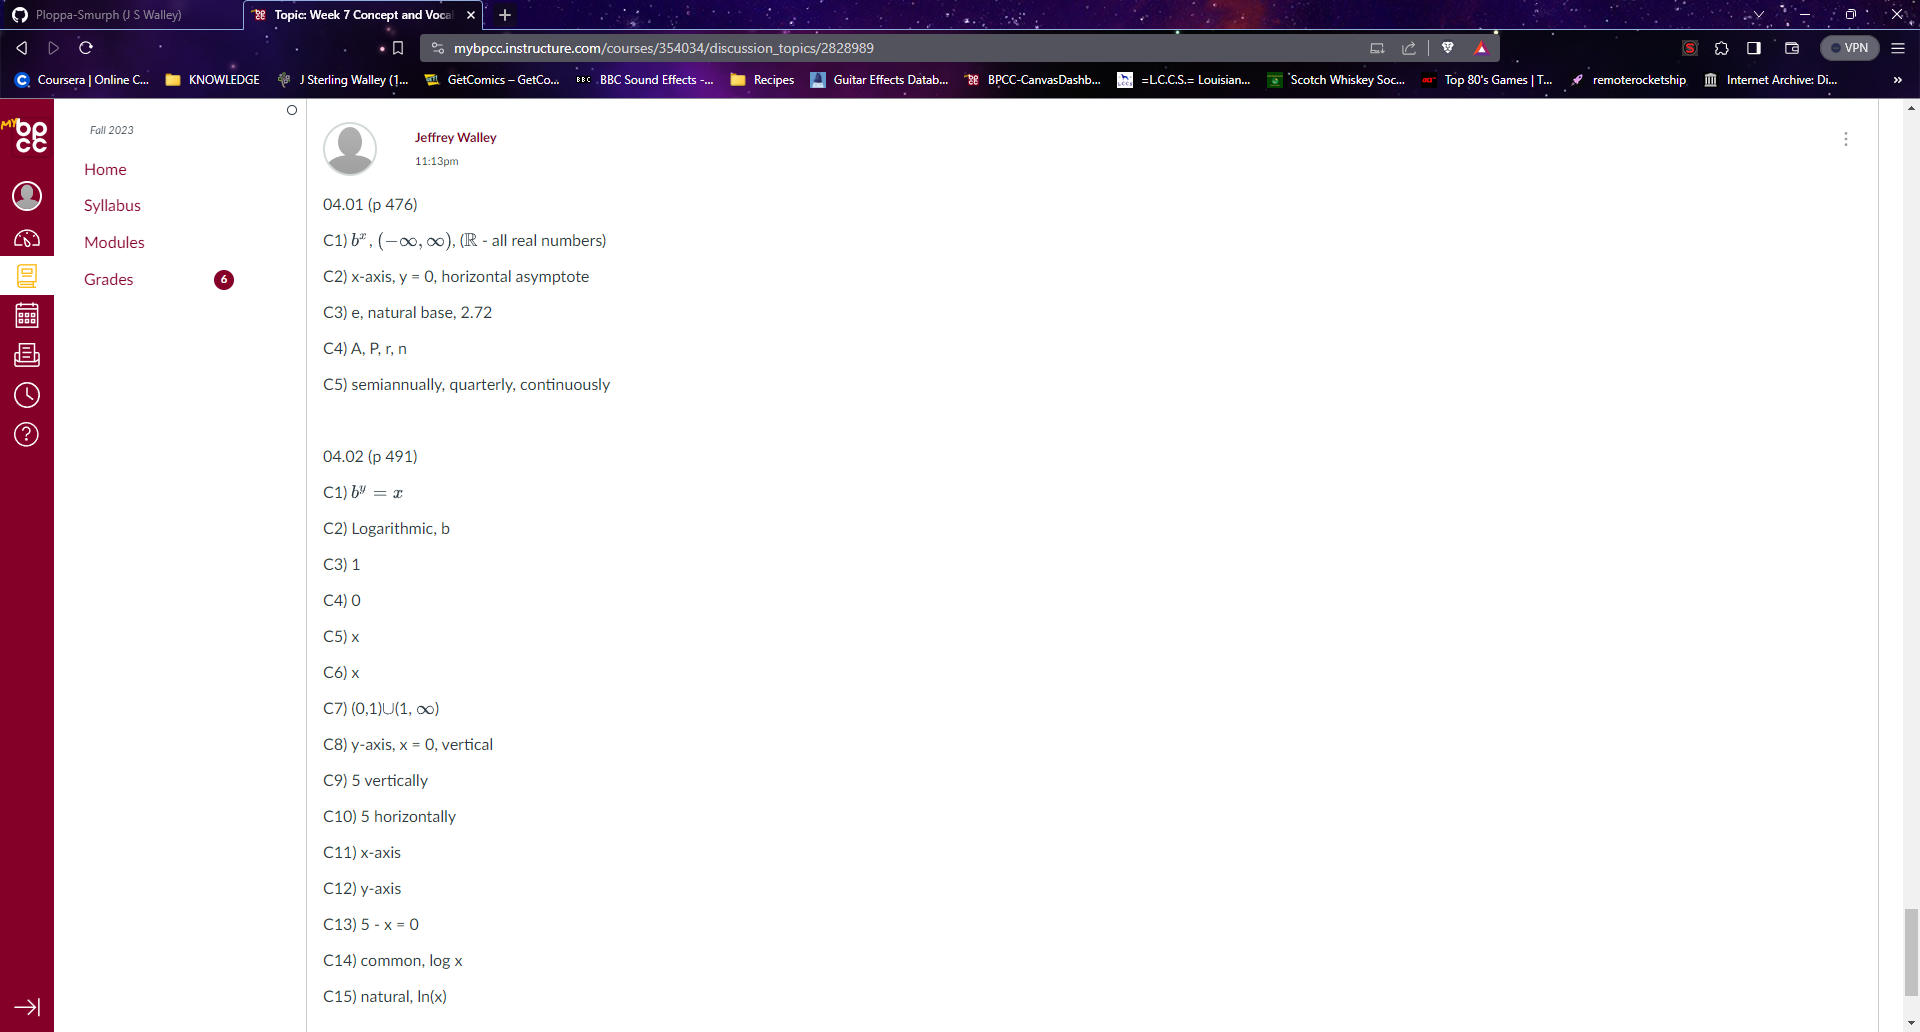 Ploppa-Smurph (J S Walley)
Topic: Week 7 Concept and Voca
mybpcc.instructure.com/courses/354034/discussion_topics/2828989
VPN
Coursera | Online C...
KNOWLEDGE
J Sterling Walley (1...
GetComics – GetCo...
BBC
BBC Sound Effects -...
Recipes
Guitar Effects Datab...
BPCC-CanvasDashb...
=L.C.C.S.= Louisian...
Scotch Whiskey Soc...
Top 80's Games | T...
remoterocketship
Internet Archive: Di...
»
MY bp
cc
Fall 2023
Home
Syllabus
Modules
Grades
6
Jeffrey Walley
11:13pm
04.01 (p 476)
C1) bˣ, (−∞, ∞), (ℝ - all real numbers)
C2) x-axis, y = 0, horizontal asymptote
C3) e, natural base, 2.72
C4) A, P, r, n
C5) semiannually, quarterly, continuously
04.02 (p 491)
C1) bʸ = x
C2) Logarithmic, b
C3) 1
C4) 0
C5) x
C6) x
C7) (0,1)∪(1, ∞)
C8) y-axis, x = 0, vertical
C9) 5 vertically
C10) 5 horizontally
C11) x-axis
C12) y-axis
C13) 5 - x = 0
C14) common, log x
C15) natural, ln(x)